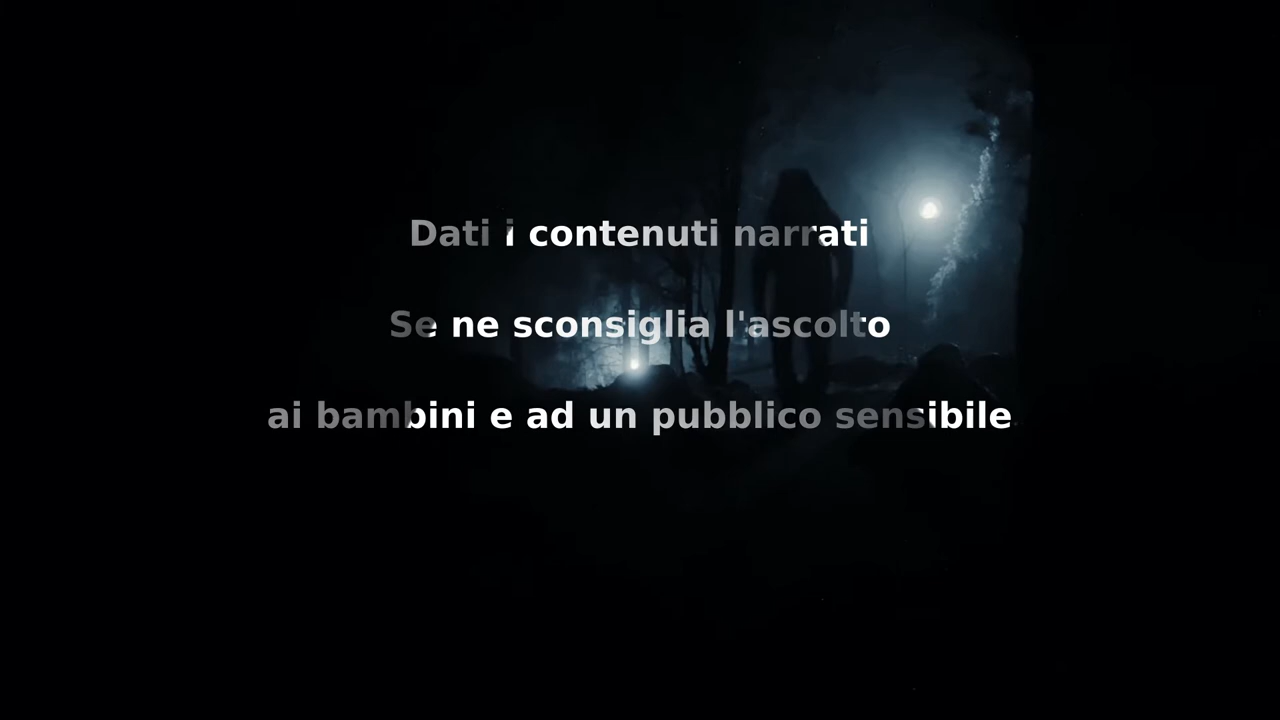 Dati i contenuti narrati
Se ne sconsiglia l'ascolto
ai bambini e ad un pubblico sensibile